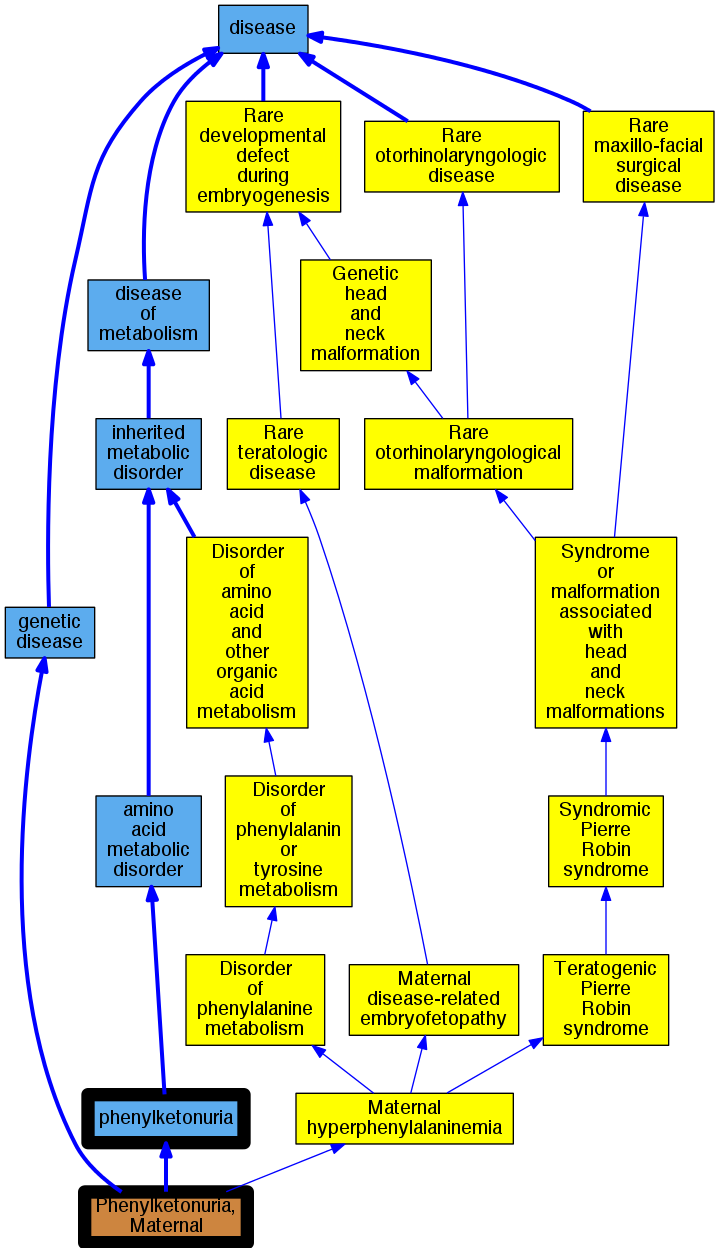 disease
Rare
developmental
defect
during
embryogenesis
Rare
otorhinolaryngologic
disease
Rare
maxillo-facial
surgical
disease
Genetic
head
and
neck
malformation
disease
of
metabolism
inherited
metabolic
disorder
Rare
teratologic
disease
Rare
otorhinolaryngological
malformation
Disorder
of
amino
acid
and
other
organic
acid
metabolism
Syndrome
or
malformation
associated
with
head
and
neck
malformations
genetic
disease
amino
acid
metabolic
disorder
Disorder
of
phenylalanin
or
tyrosine
metabolism
Syndromic
Pierre
Robin
syndrome
Disorder
of
phenylalanine
metabolism
Maternal
disease-related
embryofetopathy
Teratogenic
Pierre
Robin
syndrome
phenylketonuria
Maternal
hyperphenylalaninemia
Phenylketonuria,
Maternal